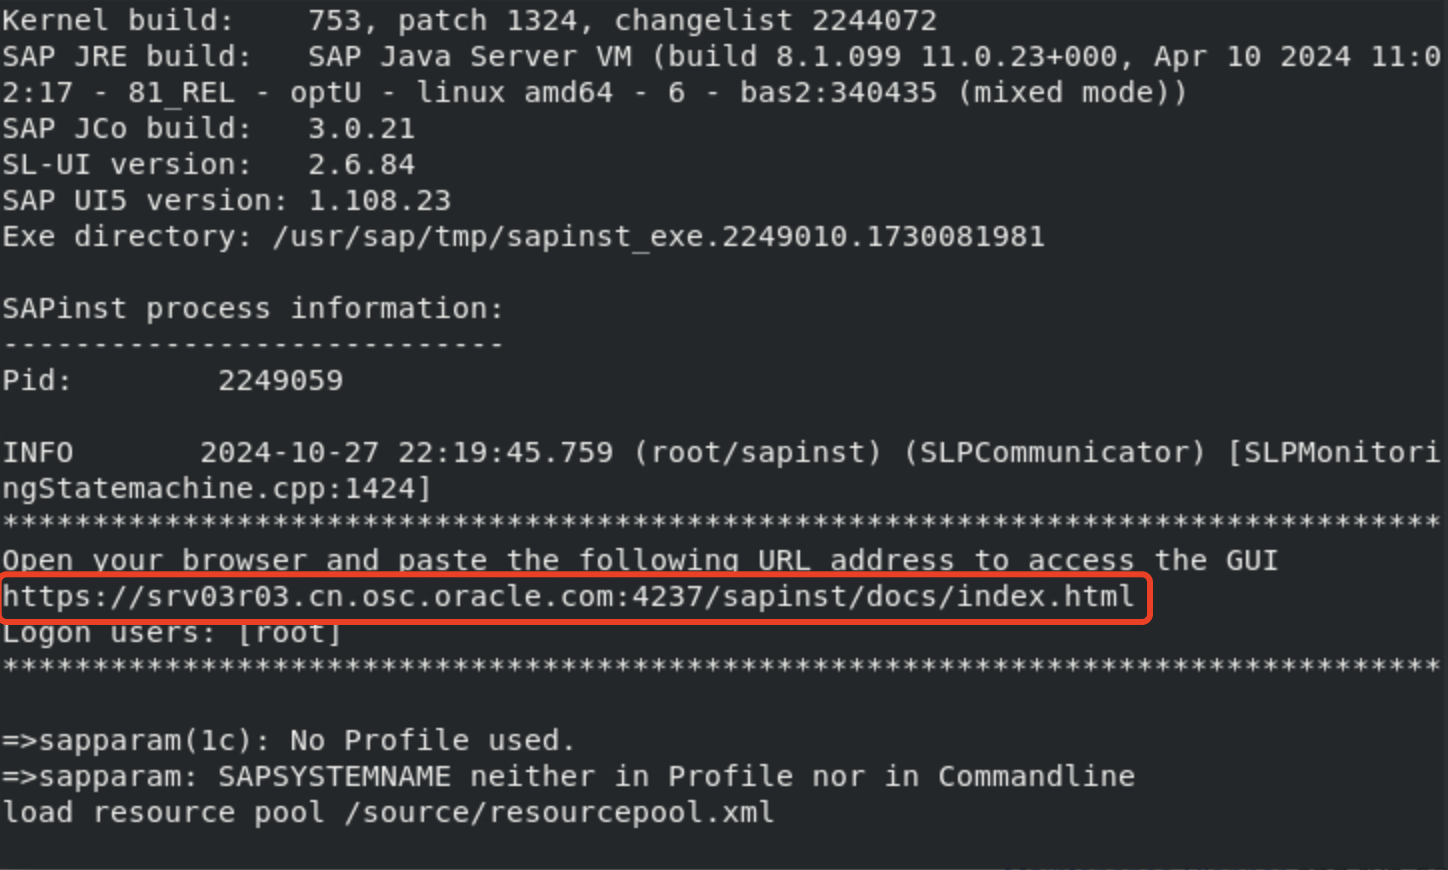 Kernel build:    753, patch 1324, changelist 2244072
SAP JRE build:   SAP Java Server VM (build 8.1.099 11.0.23+000, Apr 10 2024 11:0
2:17 - 81_REL - optU - linux amd64 - 6 - bas2:340435 (mixed mode))
SAP JCo build:   3.0.21
SL-UI version:   2.6.84
SAP UI5 version: 1.108.23
Exe directory: /usr/sap/tmp/sapinst_exe.2249010.1730081981
SAPinst process information:
----------------------------
Pid:        2249059
INFO       2024-10-27 22:19:45.759 (root/sapinst) (SLPCommunicator) [SLPMonitori
ngStatemachine.cpp:1424]
********************************************************************************
Open your browser and paste the following URL address to access the GUI
https://srv03r03.cn.osc.oracle.com:4237/sapinst/docs/index.html
Logon users: [root]
********************************************************************************
=>sapparam(1c): No Profile used.
=>sapparam: SAPSYSTEMNAME neither in Profile nor in Commandline
load resource pool /source/resourcepool.xml